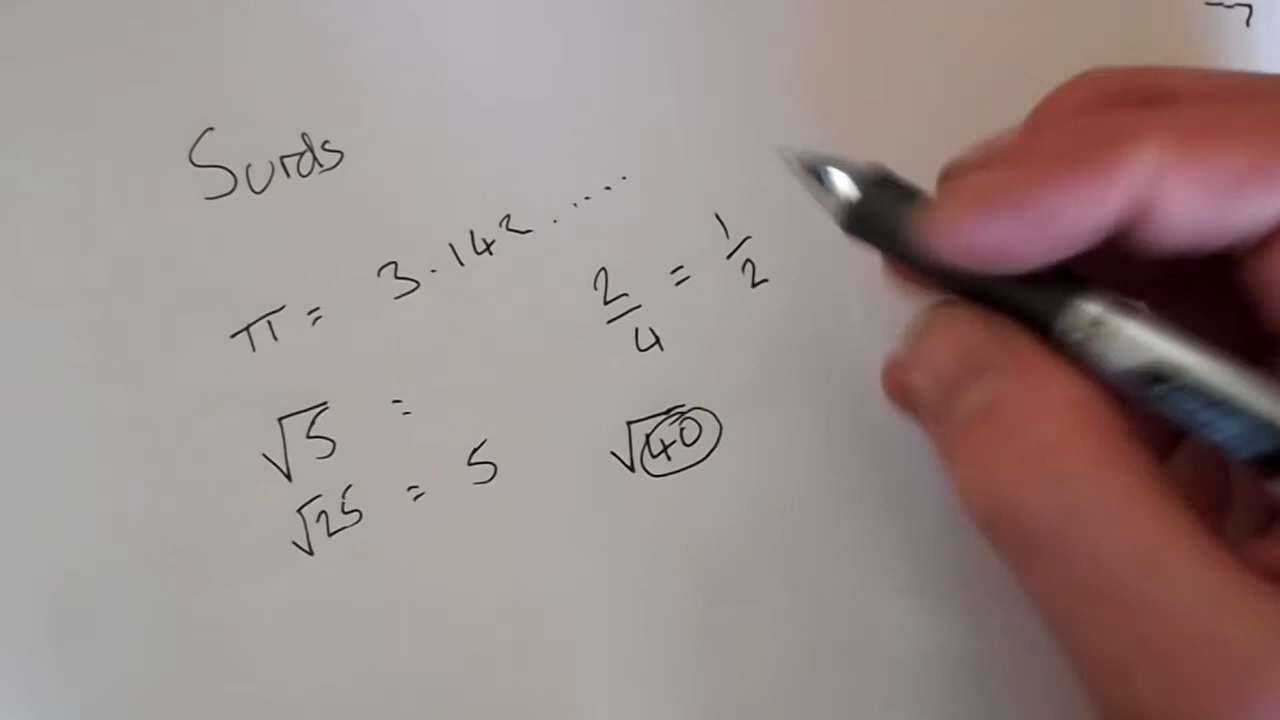 Surds
π = 3.142.......
2/4 = 1/2
√5 =
√25 = 5
√40